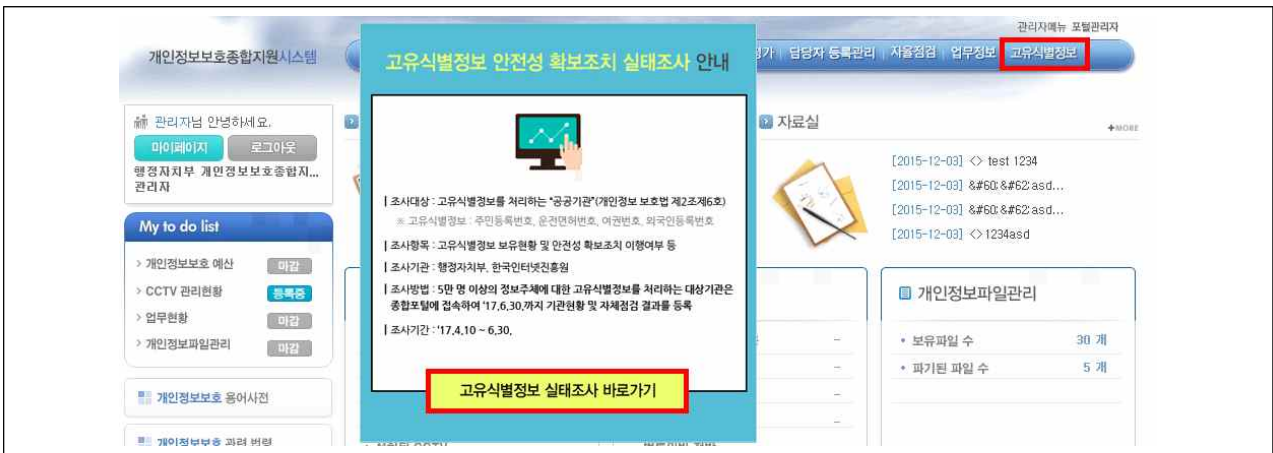 관리자메뉴 포털관리자
개인정보보호종합지원시스템
담당자 등록관리 | 자율점검 | 업무정보 | 고유식별정보
고유식별정보 안전성 확보조치 실태조사 안내
관리자님 안녕하세요.
마이페이지 로그아웃
행정자치부 개인정보보호종합지...
관리자
My to do list
> 개인정보보호 예산 마감
> CCTV 관리현황 등록중
> 업무현황 마감
> 개인정보파일관리 마감
개인정보보호 용어사전
개인정보보호 관련 법령
| 조사대상 : 고유식별정보를 처리하는 "공공기관"(개인정보 보호법 제2조제6호)
※ 고유식별정보 : 주민등록번호, 운전면허번호, 여권번호, 외국인등록번호
| 조사항목 : 고유식별정보 보유현황 및 안전성 확보조치 이행여부 등
| 조사기관 : 행정자치부, 한국인터넷진흥원
| 조사방법 : 5만 명 이상의 정보주체에 대한 고유식별정보를 처리하는 대상기관은
종합포털에 접속하여 '17.6.30.까지 기관현황 및 자체점검 결과를 등록
| 조사기간 : '17.4.10 ~ 6.30.
고유식별정보 실태조사 바로가기
자료실
+MORE
[2015-12-03] <> test 1234
[2015-12-03] &#60;&#62;asd...
[2015-12-03] &#60;&#62;asd...
[2015-12-03] <>1234asd
개인정보파일관리
• 보유파일 수 30 개
• 파기된 파일 수 5 개